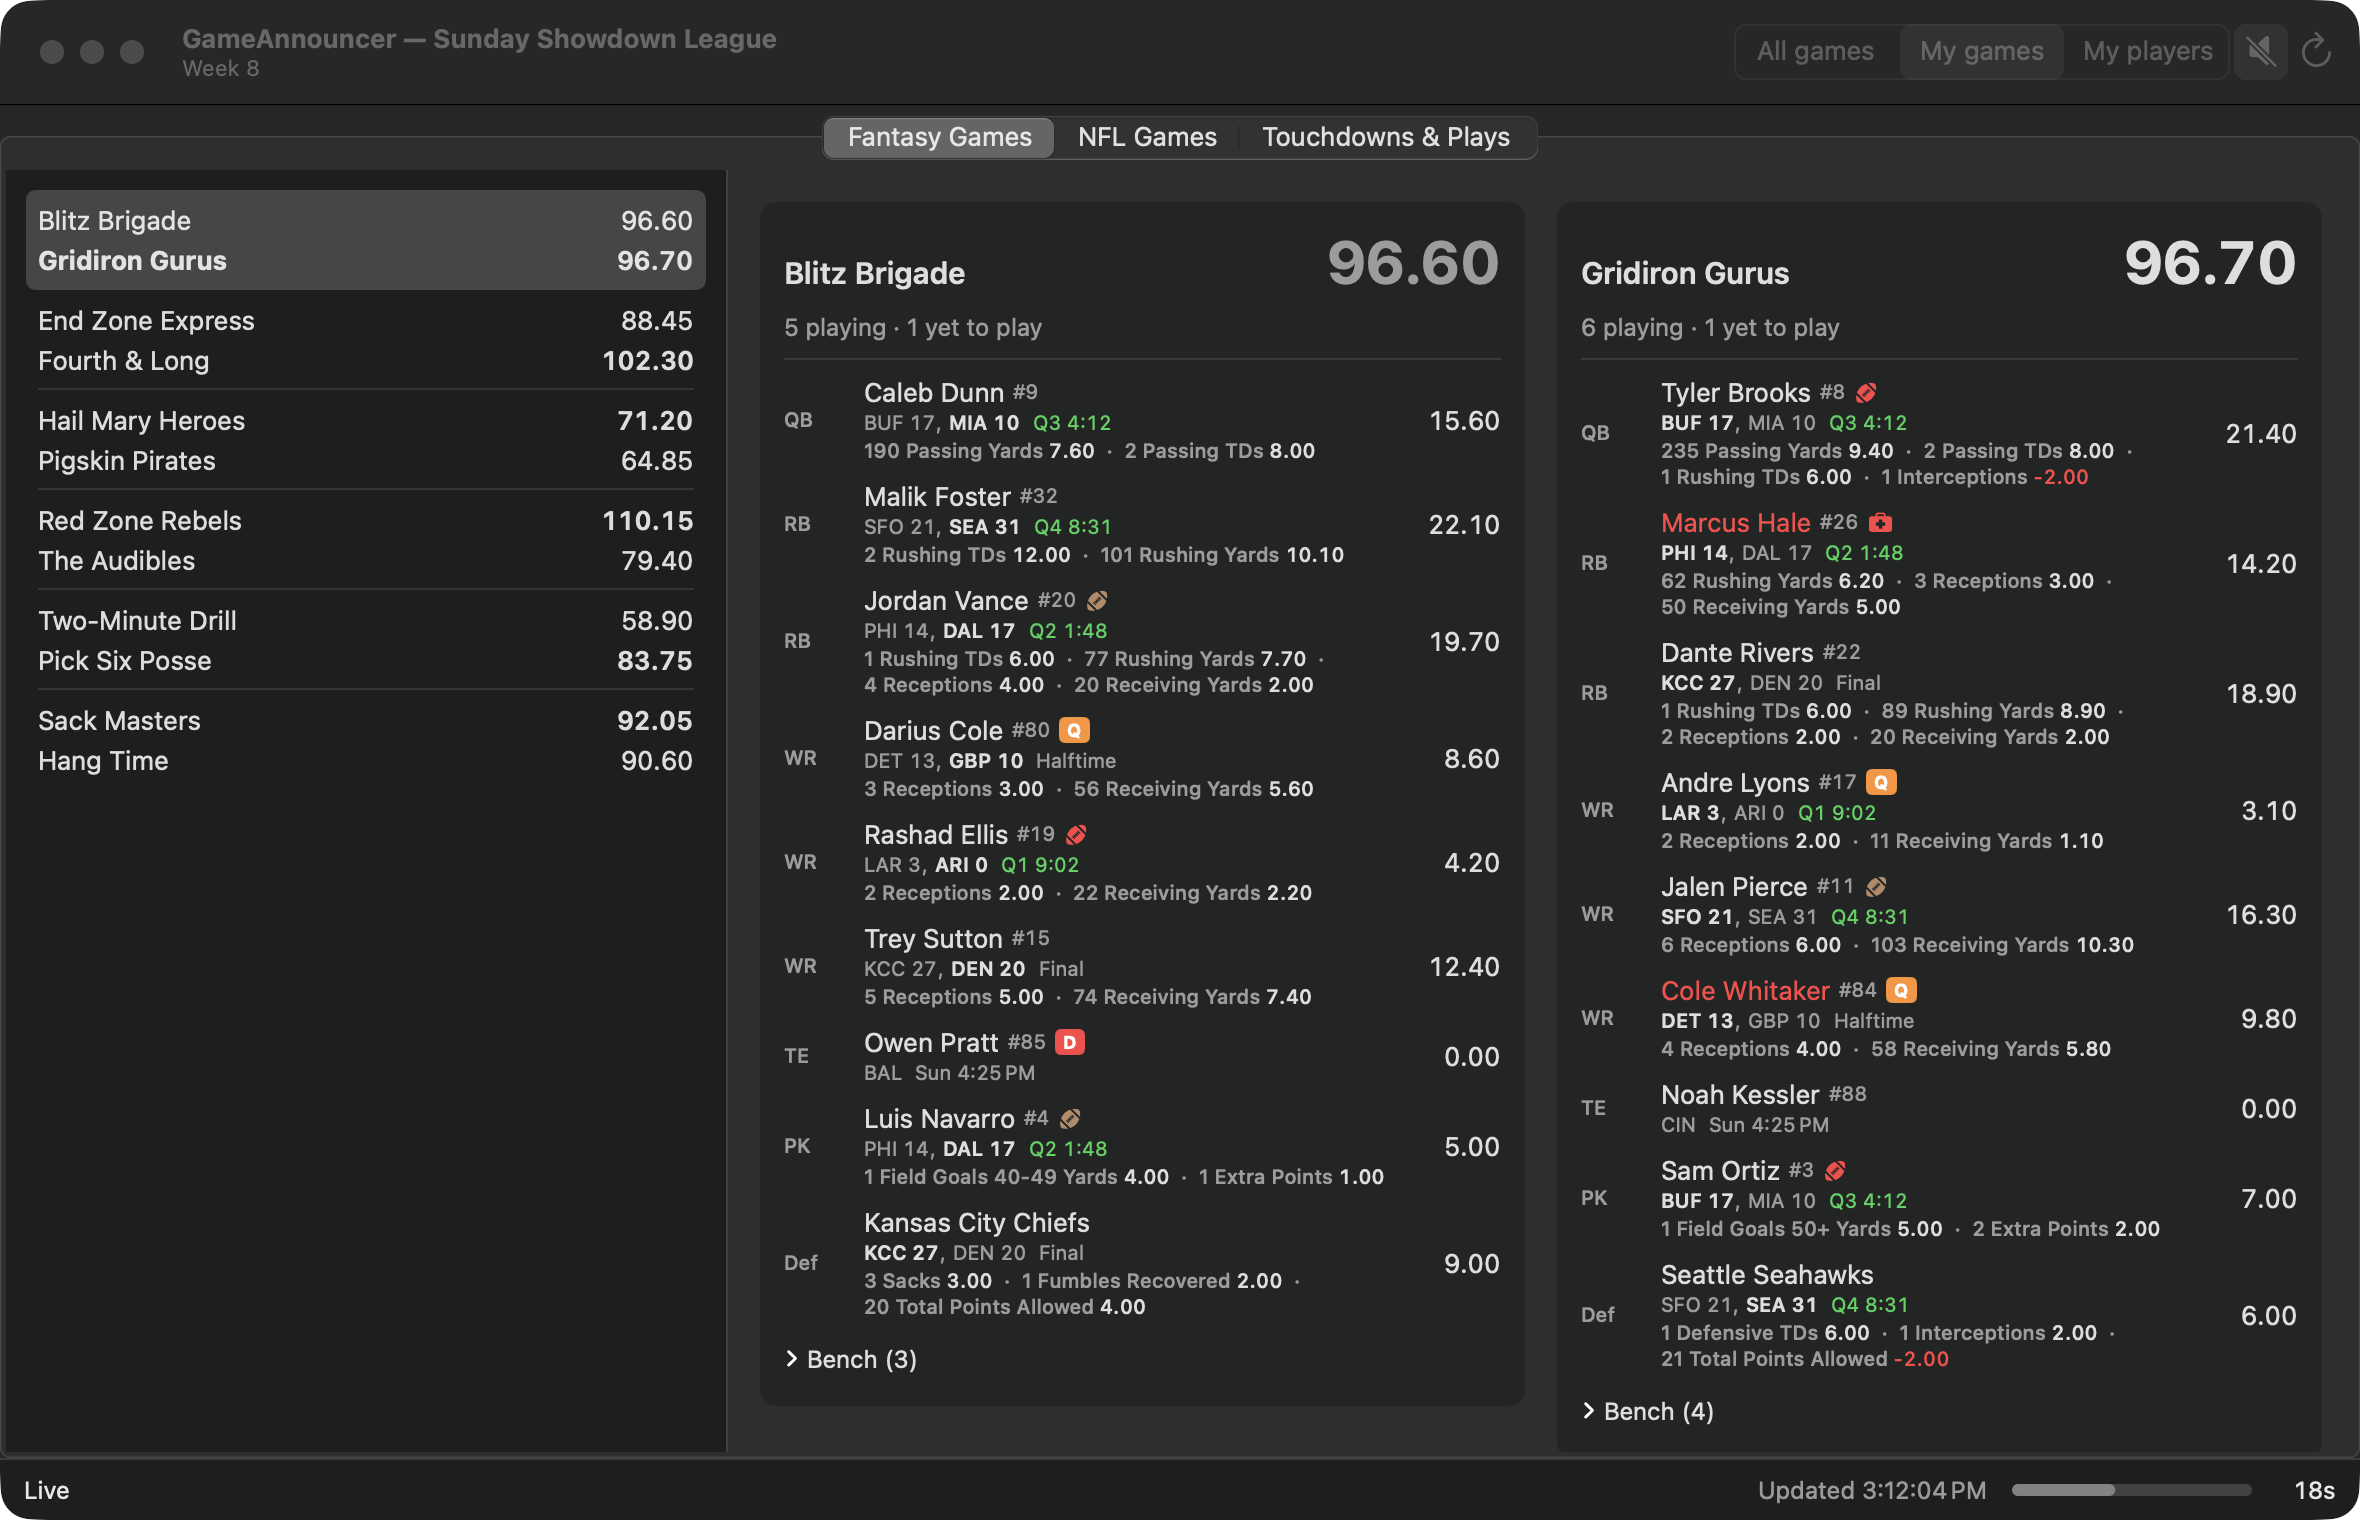 GameAnnouncer — Sunday Showdown League
Week 8
All games
My games
My players
Fantasy Games
NFL Games
Touchdowns & Plays
Blitz Brigade 96.60
Gridiron Gurus 96.70
End Zone Express 88.45
Fourth & Long 102.30
Hail Mary Heroes 71.20
Pigskin Pirates 64.85
Red Zone Rebels 110.15
The Audibles 79.40
Two-Minute Drill 58.90
Pick Six Posse 83.75
Sack Masters 92.05
Hang Time 90.60
Blitz Brigade 96.60
5 playing · 1 yet to play
Caleb Dunn #9
QB
BUF 17, MIA 10 Q3 4:12
15.60
190 Passing Yards 7.60 · 2 Passing TDs 8.00
Malik Foster #32
RB
SFO 21, SEA 31 Q4 8:31
22.10
2 Rushing TDs 12.00 · 101 Rushing Yards 10.10
Jordan Vance #20
PHI 14, DAL 17 Q2 1:48
RB
19.70
1 Rushing TDs 6.00 · 77 Rushing Yards 7.70 ·
4 Receptions 4.00 · 20 Receiving Yards 2.00
Darius Cole #80 Q
WR
DET 13, GBP 10 Halftime
8.60
3 Receptions 3.00 · 56 Receiving Yards 5.60
Rashad Ellis #19
WR
LAR 3, ARI 0 Q1 9:02
4.20
2 Receptions 2.00 · 22 Receiving Yards 2.20
Trey Sutton #15
WR
KCC 27, DEN 20 Final
12.40
5 Receptions 5.00 · 74 Receiving Yards 7.40
Owen Pratt #85 D
TE
0.00
BAL Sun 4:25 PM
Luis Navarro #4
PK
PHI 14, DAL 17 Q2 1:48
5.00
1 Field Goals 40-49 Yards 4.00 · 1 Extra Points 1.00
Kansas City Chiefs
KCC 27, DEN 20 Final
Def
9.00
3 Sacks 3.00 · 1 Fumbles Recovered 2.00 ·
20 Total Points Allowed 4.00
Bench (3)
Gridiron Gurus 96.70
6 playing · 1 yet to play
Tyler Brooks #8
BUF 17, MIA 10 Q3 4:12
QB
21.40
235 Passing Yards 9.40 · 2 Passing TDs 8.00 ·
1 Rushing TDs 6.00 · 1 Interceptions -2.00
Marcus Hale #26
PHI 14, DAL 17 Q2 1:48
RB
14.20
62 Rushing Yards 6.20 · 3 Receptions 3.00 ·
50 Receiving Yards 5.00
Dante Rivers #22
KCC 27, DEN 20 Final
RB
18.90
1 Rushing TDs 6.00 · 89 Rushing Yards 8.90 ·
2 Receptions 2.00 · 20 Receiving Yards 2.00
Andre Lyons #17 Q
WR
LAR 3, ARI 0 Q1 9:02
3.10
2 Receptions 2.00 · 11 Receiving Yards 1.10
Jalen Pierce #11
WR
SFO 21, SEA 31 Q4 8:31
16.30
6 Receptions 6.00 · 103 Receiving Yards 10.30
Cole Whitaker #84 Q
WR
DET 13, GBP 10 Halftime
9.80
4 Receptions 4.00 · 58 Receiving Yards 5.80
Noah Kessler #88
TE
0.00
CIN Sun 4:25 PM
Sam Ortiz #3
PK
BUF 17, MIA 10 Q3 4:12
7.00
1 Field Goals 50+ Yards 5.00 · 2 Extra Points 2.00
Seattle Seahawks
SFO 21, SEA 31 Q4 8:31
Def
6.00
1 Defensive TDs 6.00 · 1 Interceptions 2.00 ·
21 Total Points Allowed -2.00
Bench (4)
Live
Updated 3:12:04 PM
18s